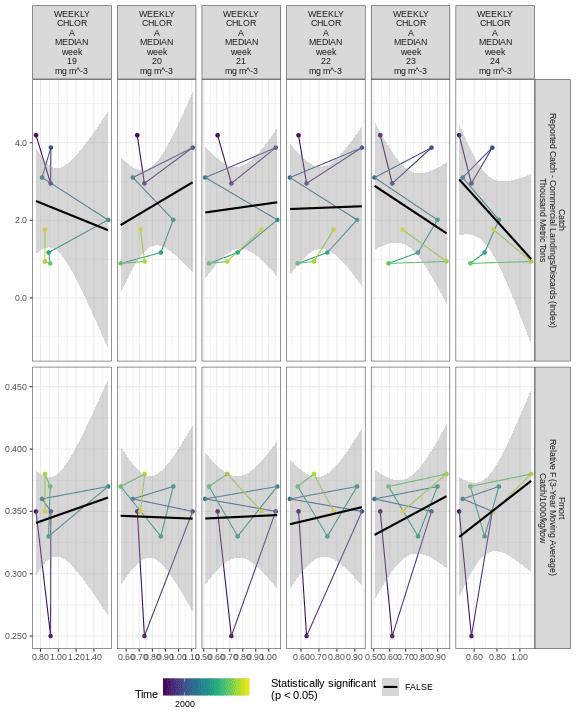 WEEKLY
CHLOR
A
MEDIAN
week
19
mg m^-3
WEEKLY
CHLOR
A
MEDIAN
week
20
mg m^-3
WEEKLY
CHLOR
A
MEDIAN
week
21
mg m^-3
WEEKLY
CHLOR
A
MEDIAN
week
22
mg m^-3
WEEKLY
CHLOR
A
MEDIAN
week
23
mg m^-3
WEEKLY
CHLOR
A
MEDIAN
week
24
mg m^-3
4.0
2.0
0.0
Catch
Reported Catch - Commercial Landings/Discards (Index)
Thousand Metric Tons
0.450
0.400
0.350
0.300
0.250
Fmort
Relative F (3-Year Moving Average)
Catch/1000/kg/tow
0.80 1.00 1.20 1.40
0.60 0.70 0.80 0.90 1.00 1.10
0.50 0.60 0.70 0.80 0.90 1.00
0.60 0.70 0.80 0.90
0.50 0.60 0.70 0.80 0.90
0.60 0.80 1.00
Time
2000
Statistically significant
(p < 0.05)
FALSE